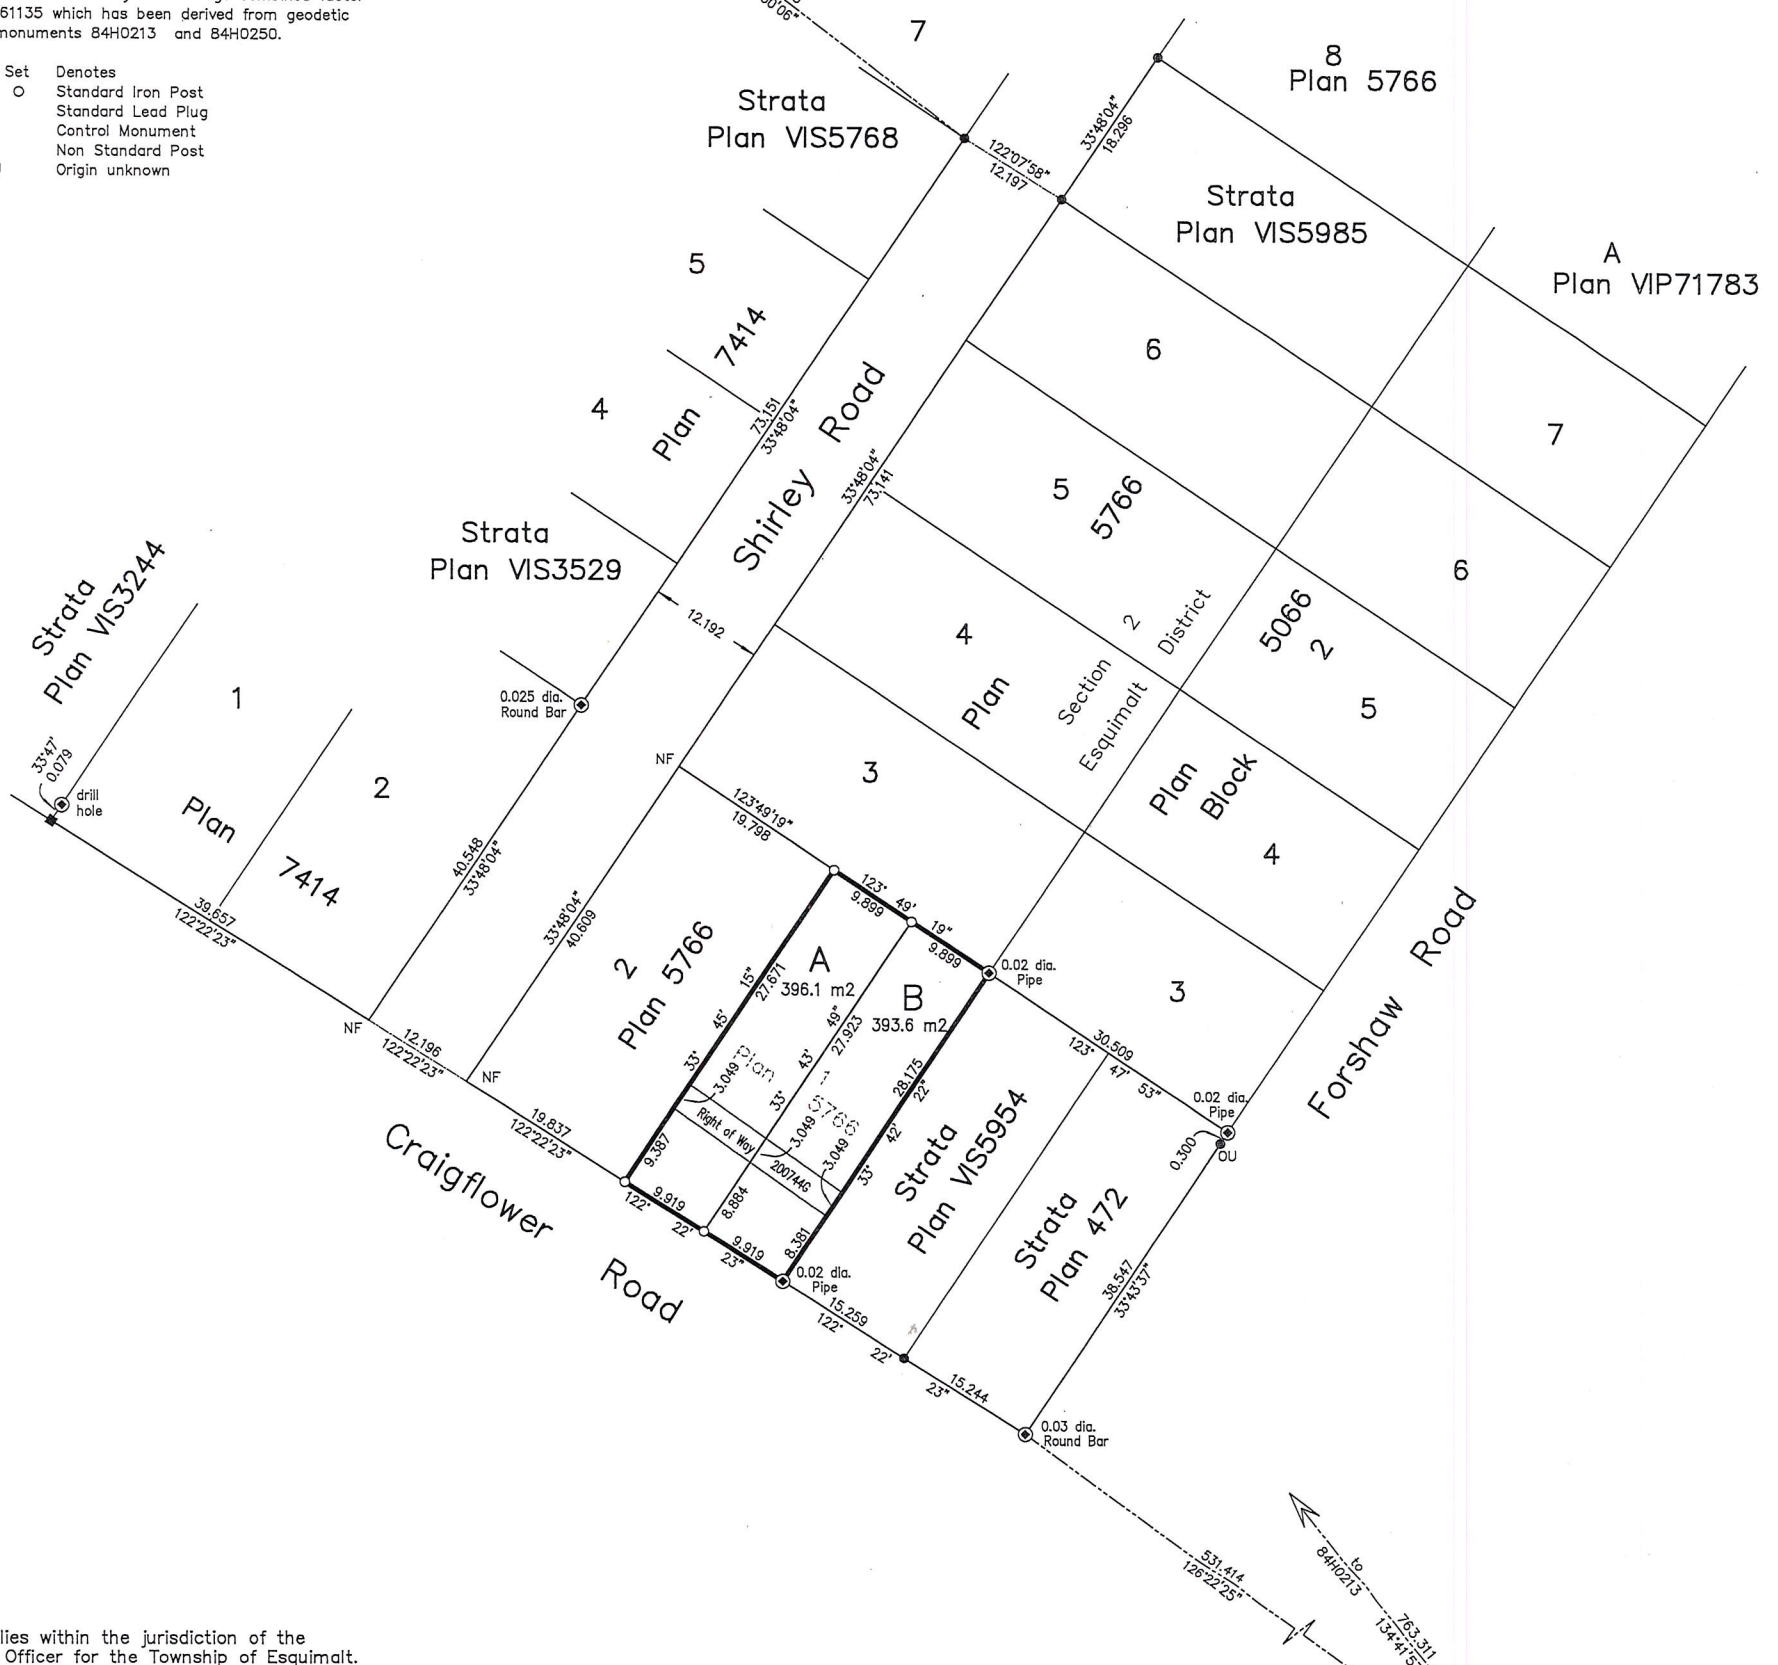 61135 which has been derived from geodetic
monuments 84H0213 and 84H0250.
Set Denotes
Standard Iron Post
Standard Lead Plug
Control Monument
Non Standard Post
Origin unknown
00'06"
7
8
Plan 5766
Strata
Plan VIS5768
122°07'58"
12.197
33°48'04"
18.296
Strata
Plan VIS5985
A
Plan VIP71783
5
7414
4
Plan
73.151
33°48'04"
Shirley Road
33°48'04"
73.141
6
7
5
5766
6
Strata
Plan VIS3529
12.192
4
Plan
Section 2
Esquimalt District
5066
2
5
Plan
Block
4
Strata
Plan VIS3244
1
33°47'
0.079
drill
hole
2
Plan
7414
0.025 dia.
Round Bar
NF
3
123°49'19"
19.798
40.548
33°48'04"
33°48'04"
40.609
39.657
122°22'23"
NF
12.196
122°22'23"
NF
19.837
122°22'23"
2
Plan 5766
123° 49' 19"
9.899
9.899
A
396.1 m2
B
393.6 m2
33° 45' 15"
27.671
33° 43' 49"
27.923
28.175
33° 42' 22"
Plan 1
5766
3.049
3.049
3.049
Right of Way
200744G
9.387
8.884
8.381
9.919
9.919
122° 22' 23"
0.02 dia.
Pipe
0.02 dia.
Pipe
3
30.509
123° 47' 53"
0.02 dia.
Pipe
0.300
OU
Forshaw Road
Strata
Plan VIS5954
Strata
Plan 472
38.547
33°43'37"
Craigflower Road
15.259
122° 22' 23"
15.244
0.03 dia.
Round Bar
531.414
126°22'25"
to
84H0213
763.311
134°41'5
lies within the jurisdiction of the
Officer for the Township of Esquimalt.